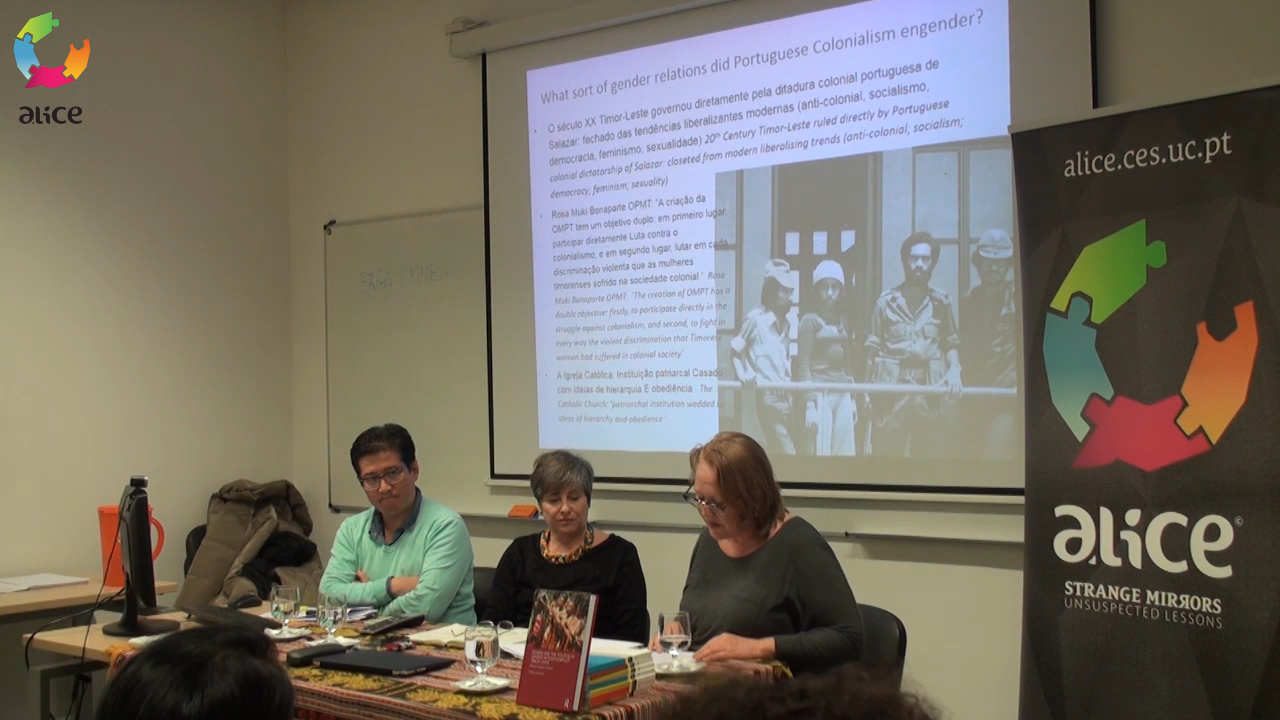 alice
What sort of gender relations did Portuguese Colonialism engender?
O século XX Timor-Leste governou diretamente pela ditadura colonial portuguesa de
Salazar: fechado das tendências liberalizantes modernas (anti-colonial, socialismo,
democracia, feminismo, sexualidade) 20th Century Timor-Leste ruled directly by Portuguese
colonial dictatorship of Salazar: closeted from modern liberalising trends (anti-colonial; socialism;
democracy, feminism; sexuality)
Rosa Muki Bonaparte OPMT: "A criação da
OMPT tem um objetivo duplo: em primeiro lugar,
participar diretamente Luta contra o
colonialismo, e em segundo lugar, lutar em cada
discriminação violenta que as mulheres
timorenses sofrido na sociedade colonial ' Rosa
Muki Bonaparte OPMT: 'The creation of OMPT has a
double objective: firstly, to participate directly in the
struggle against colonialism, and second, to fight in
every way the violent discrimination that Timorese
women had suffered in colonial society'
A Igreja Católica: Instituição patriarcal Casado
com idéias de hierarquia E obediência The
Catholic Church: 'patriarchal institution wedded to
ideas of hierarchy and obedience '
alice.ces.uc.pt
alice©
STRANGE MIRRORS
UNSUSPECTED LESSONS